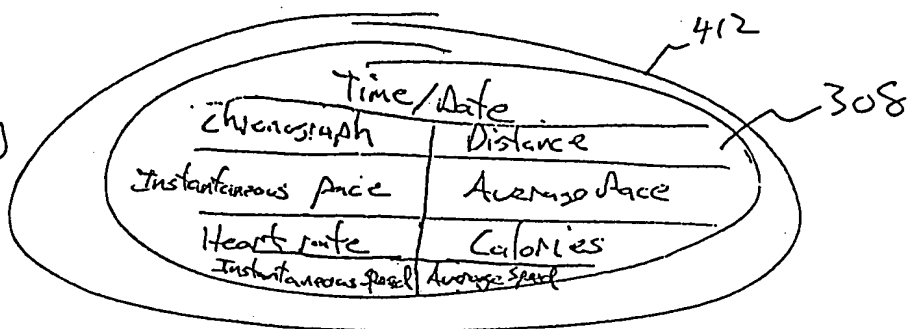 412
Time/Date
308
Chronograph Distance
Instantaneous pace Average Pace
Heart rate Calories
Instantaneous Speed Average Speed